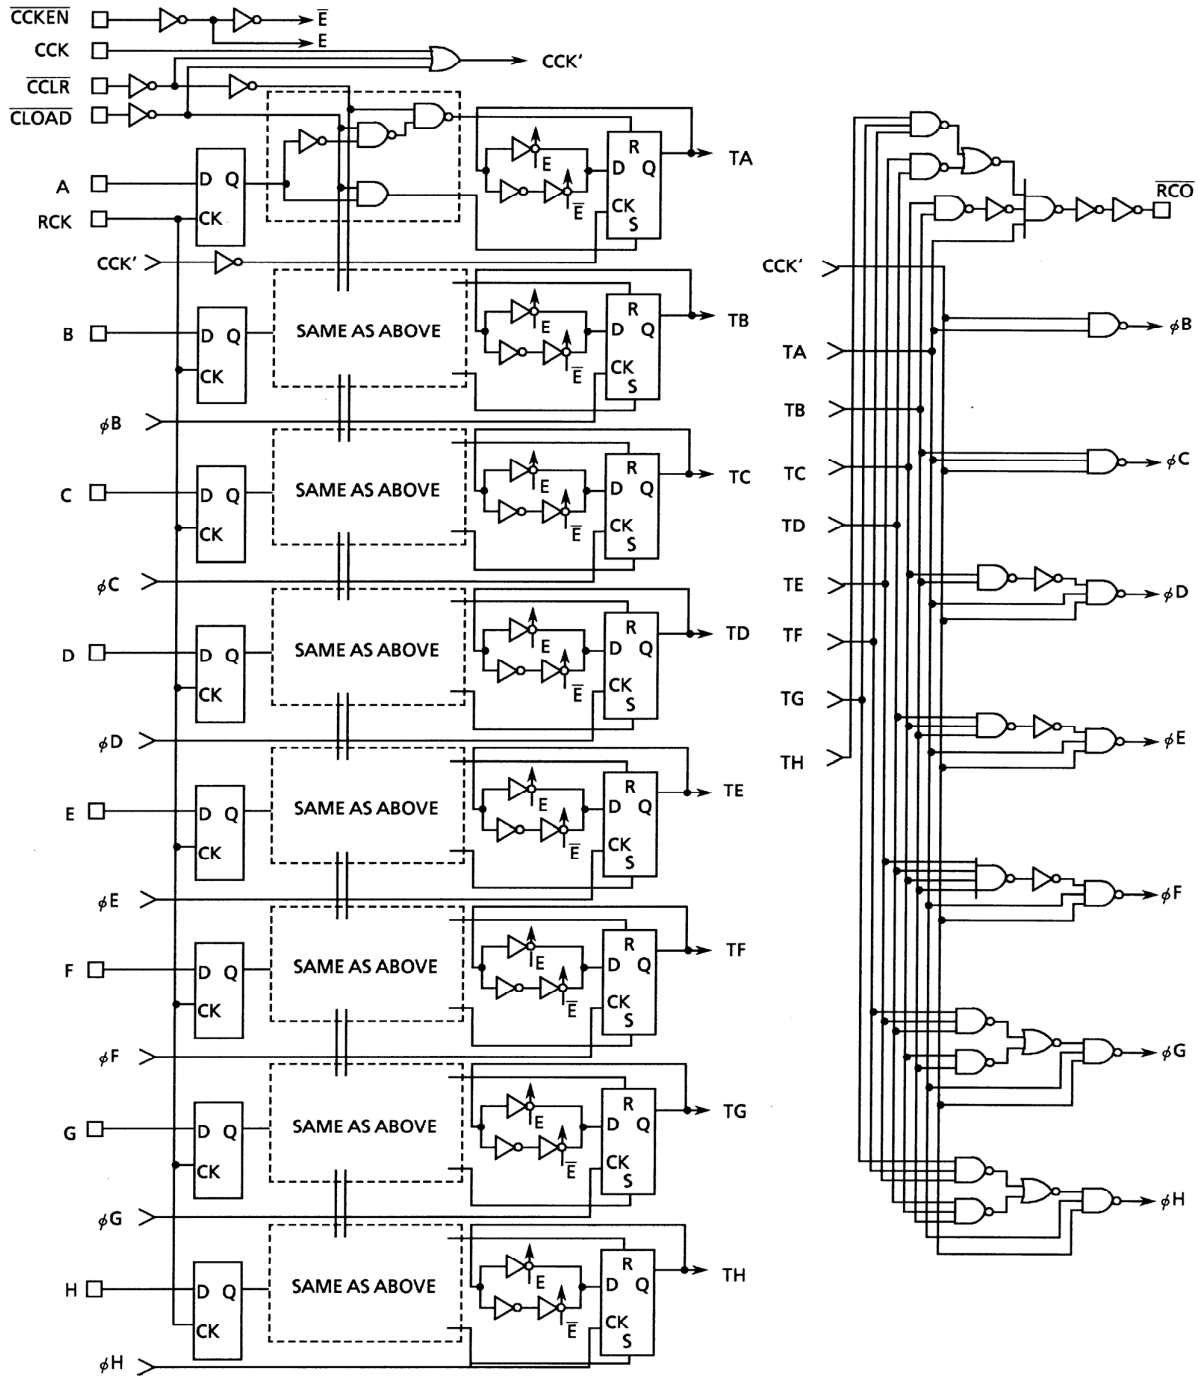 CCKEN E
E
CCK CCK'
CCLR
CLOAD
A D Q CK E E R D Q CK S TA
RCK
CCK'
B D Q CK SAME AS ABOVE E E R D Q CK S TB
φB
C D Q CK SAME AS ABOVE E E R D Q CK S TC
φC
D D Q CK SAME AS ABOVE E E R D Q CK S TD
φD
E D Q CK SAME AS ABOVE E E R D Q CK S TE
φE
F D Q CK SAME AS ABOVE E E R D Q CK S TF
φF
G D Q CK SAME AS ABOVE E E R D Q CK S TG
φG
H D Q CK SAME AS ABOVE E E R D Q CK S TH
φH
RCO
CCK'
φB
TA
TB
TC φC
TD
TE φD
TF
TG
φE
TH
φF
φG
φH